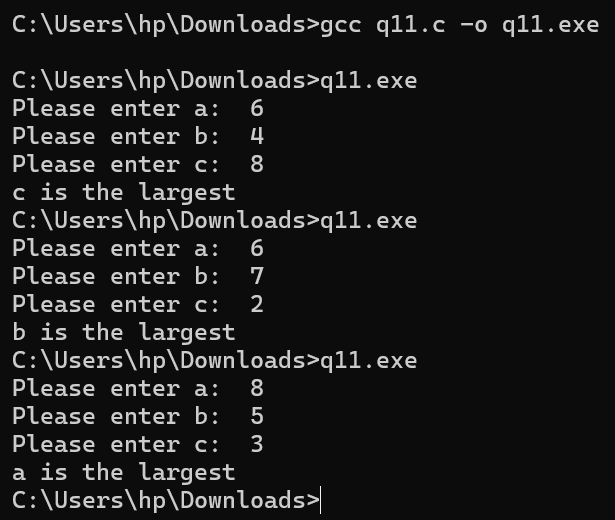 C:\Users\hp\Downloads>gcc q11.c -o q11.exe
C:\Users\hp\Downloads>q11.exe
Please enter a:  6
Please enter b:  4
Please enter c:  8
c is the largest
C:\Users\hp\Downloads>q11.exe
Please enter a:  6
Please enter b:  7
Please enter c:  2
b is the largest
C:\Users\hp\Downloads>q11.exe
Please enter a:  8
Please enter b:  5
Please enter c:  3
a is the largest
C:\Users\hp\Downloads>